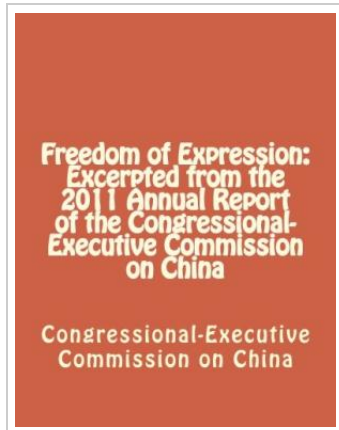 Freedom of Expression:
Excerpted from the
2011 Annual Report
of the Congressional-
Executive Commission
on China
Congressional-Executive
Commission on China